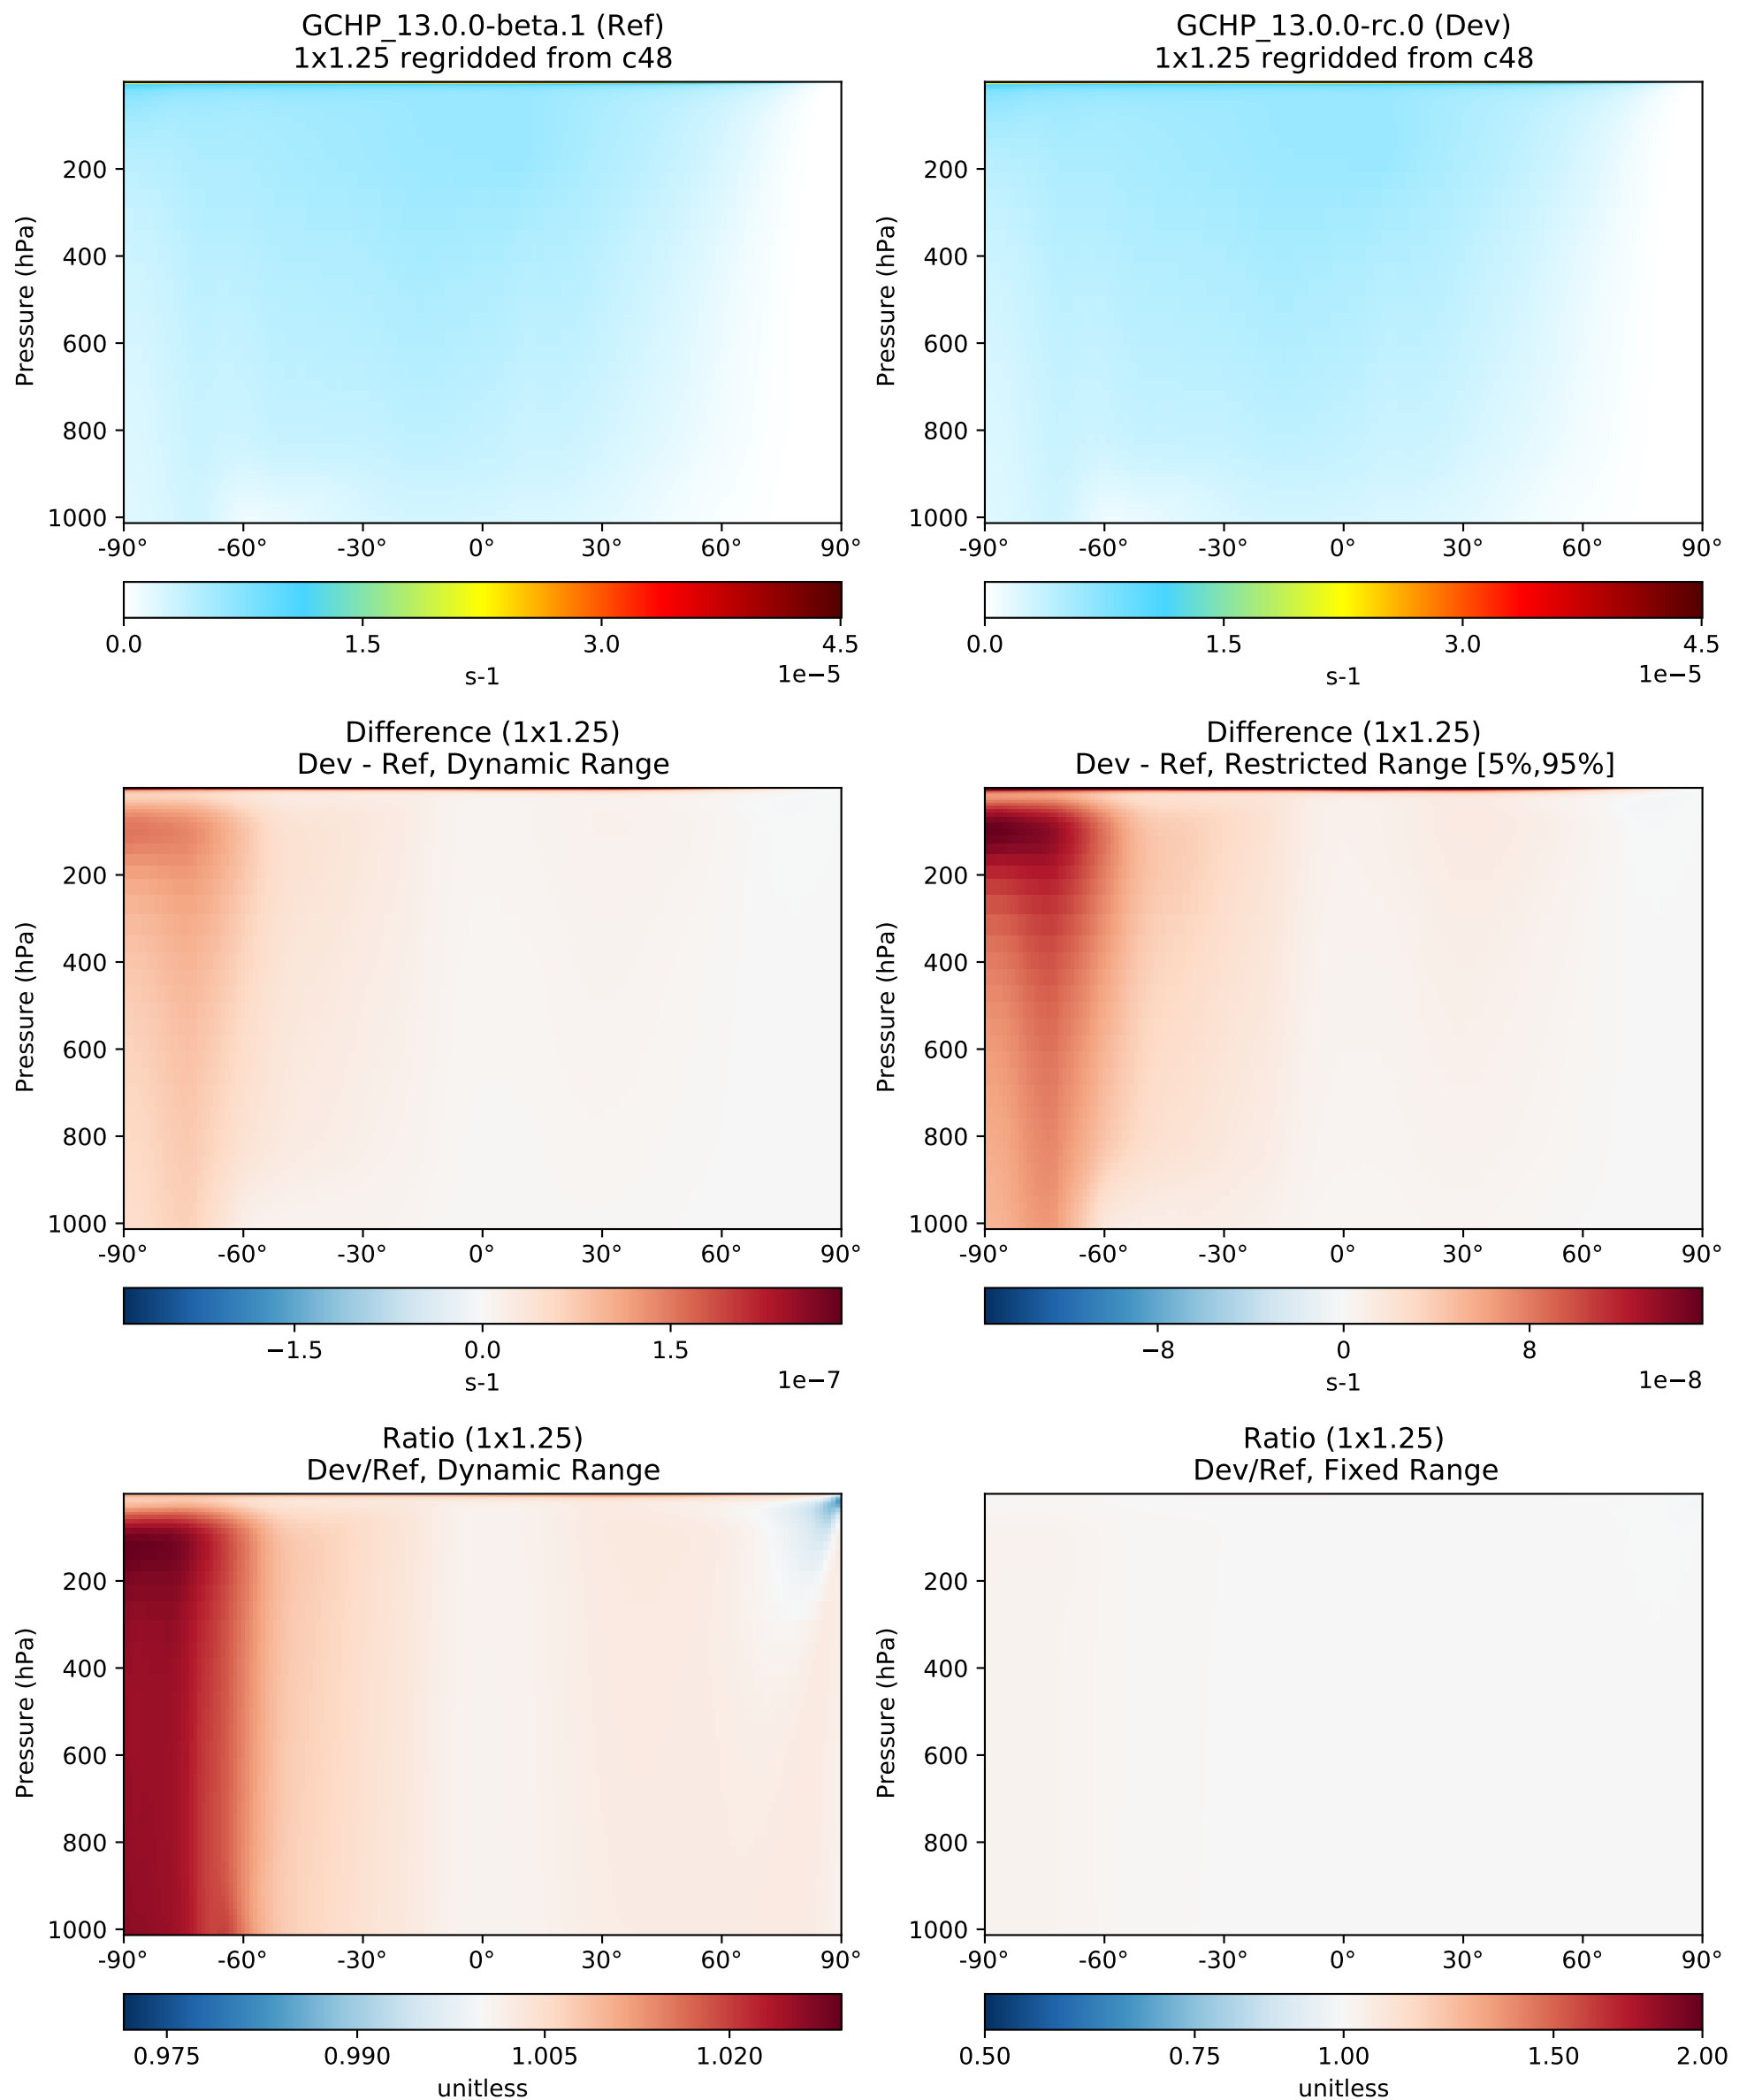 GCHP_13.0.0-beta.1 (Ref)
1x1.25 regridded from c48
Pressure (hPa)
200
400
600
800
1000
-90° -60° -30° 0° 30° 60° 90°
0.0 1.5 3.0 4.5
s-1
1e−5
GCHP_13.0.0-rc.0 (Dev)
1x1.25 regridded from c48
Pressure (hPa)
200
400
600
800
1000
-90° -60° -30° 0° 30° 60° 90°
0.0 1.5 3.0 4.5
s-1
1e−5
Difference (1x1.25)
Dev - Ref, Dynamic Range
Pressure (hPa)
200
400
600
800
1000
-90° -60° -30° 0° 30° 60° 90°
−1.5 0.0 1.5
s-1
1e−7
Difference (1x1.25)
Dev - Ref, Restricted Range [5%,95%]
Pressure (hPa)
200
400
600
800
1000
-90° -60° -30° 0° 30° 60° 90°
−8 0 8
s-1
1e−8
Ratio (1x1.25)
Dev/Ref, Dynamic Range
Pressure (hPa)
200
400
600
800
1000
-90° -60° -30° 0° 30° 60° 90°
0.975 0.990 1.005 1.020
unitless
Ratio (1x1.25)
Dev/Ref, Fixed Range
Pressure (hPa)
200
400
600
800
1000
-90° -60° -30° 0° 30° 60° 90°
0.50 0.75 1.00 1.50 2.00
unitless